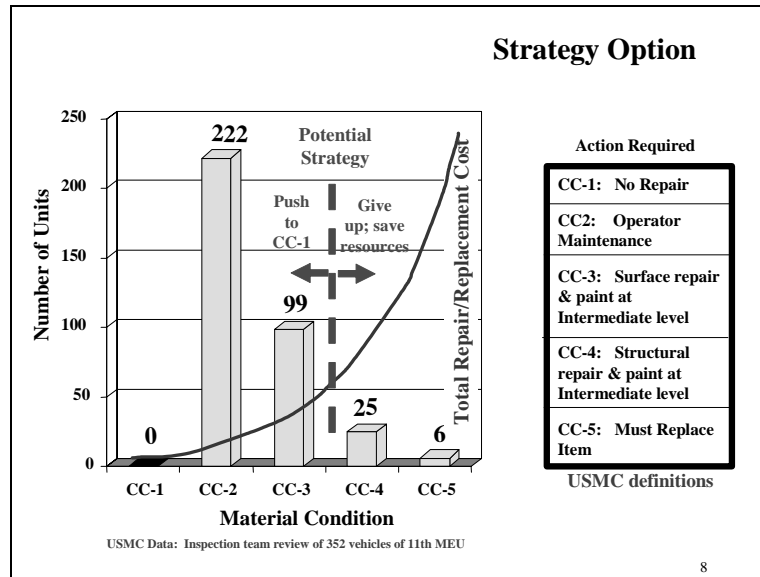 Strategy Option
250
200
150
100
50
0
Number of Units
0
222
99
25
6
Potential
Strategy
Push
to
CC-1
Give
up; save
resources
Total Repair/Replacement Cost
CC-1
CC-2
CC-3
CC-4
CC-5
Material Condition
USMC Data: Inspection team review of 352 vehicles of 11th MEU
Action Required
CC-1: No Repair
CC2: Operator
Maintenance
CC-3: Surface repair
& paint at
Intermediate level
CC-4: Structural
repair & paint at
Intermediate level
CC-5: Must Replace
Item
USMC definitions
8